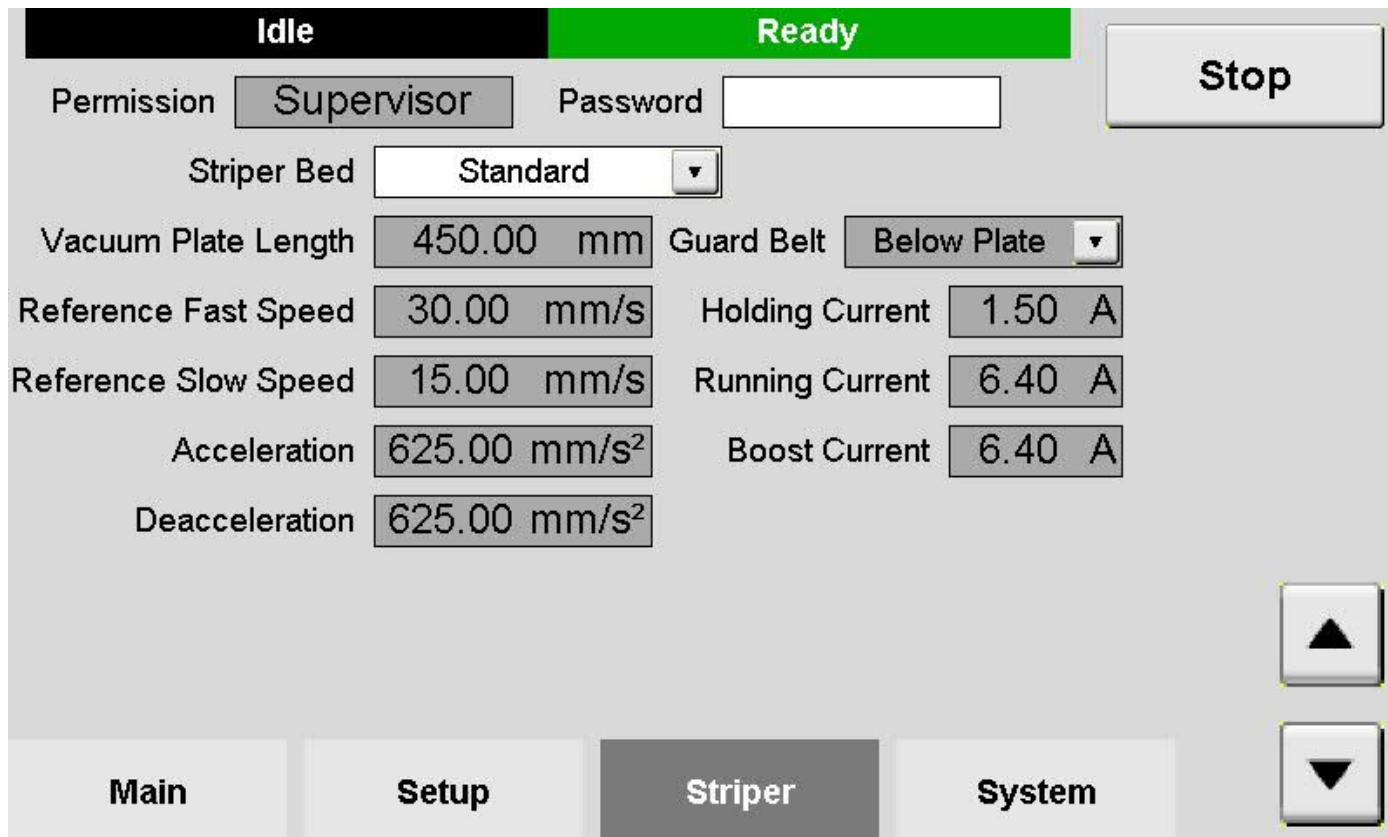 Idle Ready
Stop
Permission Supervisor Password
Striper Bed Standard
Vacuum Plate Length 450.00 mm Guard Belt Below Plate
Reference Fast Speed 30.00 mm/s Holding Current 1.50 A
Reference Slow Speed 15.00 mm/s Running Current 6.40 A
Acceleration 625.00 mm/s² Boost Current 6.40 A
Deacceleration 625.00 mm/s²
Main Setup Striper System